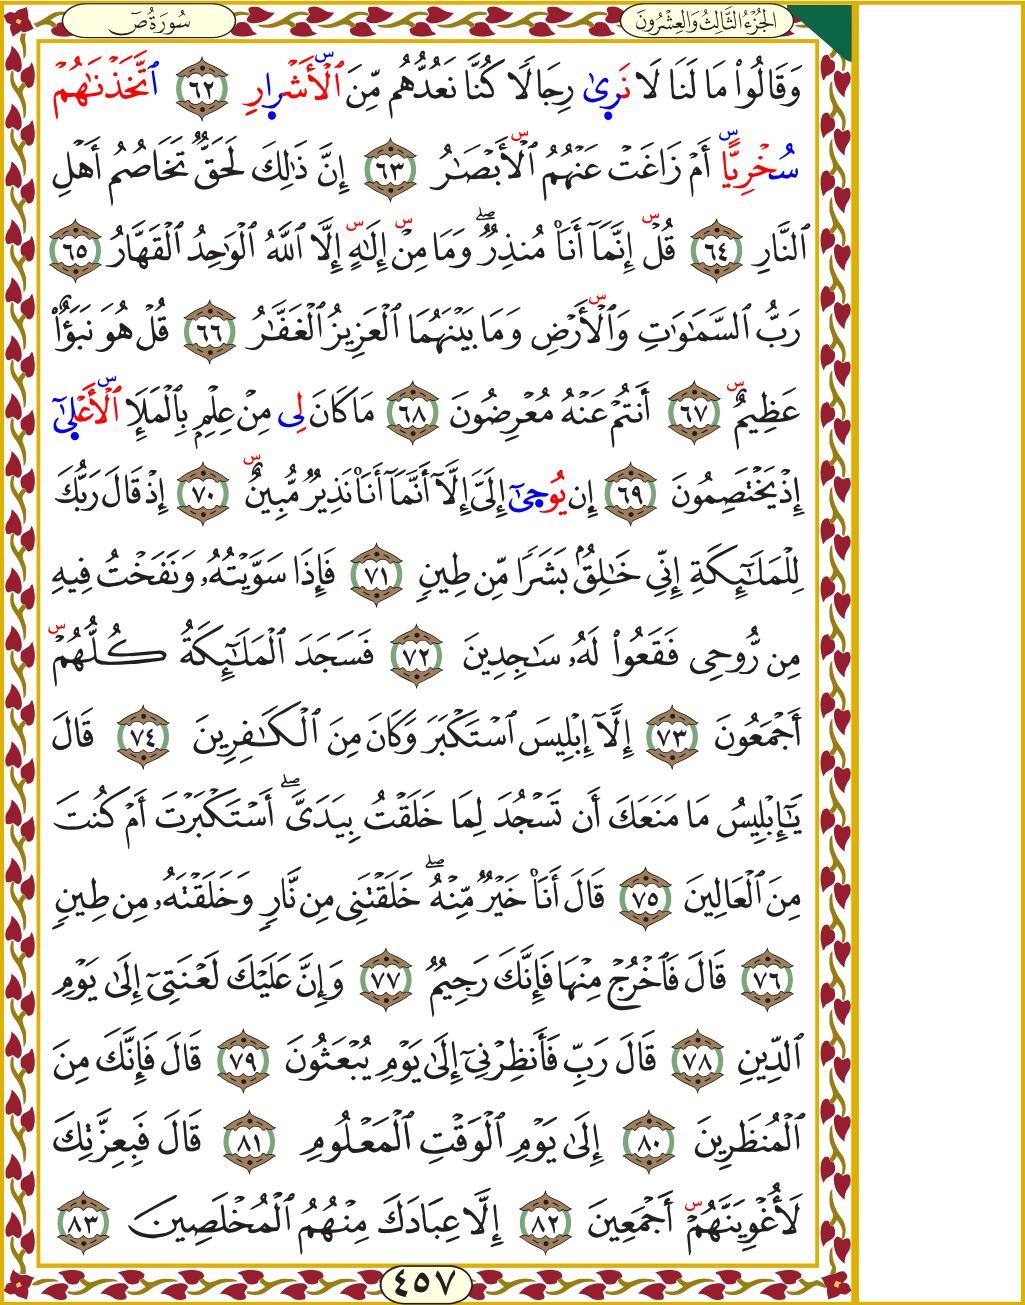 سُورَةُ صٓ
الجُزْءُ الثَّالِثُ وَالعِشْرُونَ
وَقَالُوا۟ مَا لَنَا لَا نَرِىٰ رِجَالًا كُنَّا نَعُدُّهُم مِّنَ ٱلْأَشْرِارِ ٦٢ ٱتَّخَذْنَٰهُمْ
سُخْرِيًّا أَمْ زَاغَتْ عَنْهُمُ ٱلْأَبْصَٰرُ ٦٣ إِنَّ ذَٰلِكَ لَحَقٌّ تَخَاصُمُ أَهْلِ
ٱلنَّارِ ٦٤ قُلْ إِنَّمَآ أَنَا۠ مُنذِرٌ ۖ وَمَا مِنْ إِلَٰهٍ إِلَّا ٱللَّهُ ٱلْوَٰحِدُ ٱلْقَهَّارُ ٦٥
رَبُّ ٱلسَّمَٰوَٰتِ وَٱلْأَرْضِ وَمَا بَيْنَهُمَا ٱلْعَزِيزُ ٱلْغَفَّٰرُ ٦٦ قُلْ هُوَ نَبَؤٌا۟
عَظِيمٌ ٦٧ أَنتُمْ عَنْهُ مُعْرِضُونَ ٦٨ مَا كَانَ لِى مِنْ عِلْمٍۭ بِٱلْمَلَإِ ٱلْأَعْلِىٰٓ
إِذْ يَخْتَصِمُونَ ٦٩ إِن يُوحِىٰٓ إِلَىَّ إِلَّآ أَنَّمَآ أَنَا۠ نَذِيرٌ مُّبِينٌ ٧٠ إِذْ قَالَ رَبُّكَ
لِلْمَلَٰٓئِكَةِ إِنِّى خَٰلِقٌۢ بَشَرًا مِّن طِينٍ ٧١ فَإِذَا سَوَّيْتُهُۥ وَنَفَخْتُ فِيهِ
مِن رُّوحِى فَقَعُوا۟ لَهُۥ سَٰجِدِينَ ٧٢ فَسَجَدَ ٱلْمَلَٰٓئِكَةُ كُلُّهُمْ
أَجْمَعُونَ ٧٣ إِلَّآ إِبْلِيسَ ٱسْتَكْبَرَ وَكَانَ مِنَ ٱلْكَٰفِرِينَ ٧٤ قَالَ
يَٰٓإِبْلِيسُ مَا مَنَعَكَ أَن تَسْجُدَ لِمَا خَلَقْتُ بِيَدَىَّ ۖ أَسْتَكْبَرْتَ أَمْ كُنتَ
مِنَ ٱلْعَالِينَ ٧٥ قَالَ أَنَا۠ خَيْرٌ مِّنْهُ ۖ خَلَقْتَنِى مِن نَّارٍ وَخَلَقْتَهُۥ مِن طِينٍ
٧٦ قَالَ فَٱخْرُجْ مِنْهَا فَإِنَّكَ رَجِيمٌ ٧٧ وَإِنَّ عَلَيْكَ لَعْنَتِىٓ إِلَىٰ يَوْمِ
ٱلدِّينِ ٧٨ قَالَ رَبِّ فَأَنظِرْنِىٓ إِلَىٰ يَوْمِ يُبْعَثُونَ ٧٩ قَالَ فَإِنَّكَ مِنَ
ٱلْمُنظَرِينَ ٨٠ إِلَىٰ يَوْمِ ٱلْوَقْتِ ٱلْمَعْلُومِ ٨١ قَالَ فَبِعِزَّتِكَ
لَأُغْوِيَنَّهُمْ أَجْمَعِينَ ٨٢ إِلَّا عِبَادَكَ مِنْهُمُ ٱلْمُخْلَصِينَ ٨٣
٤٥٧